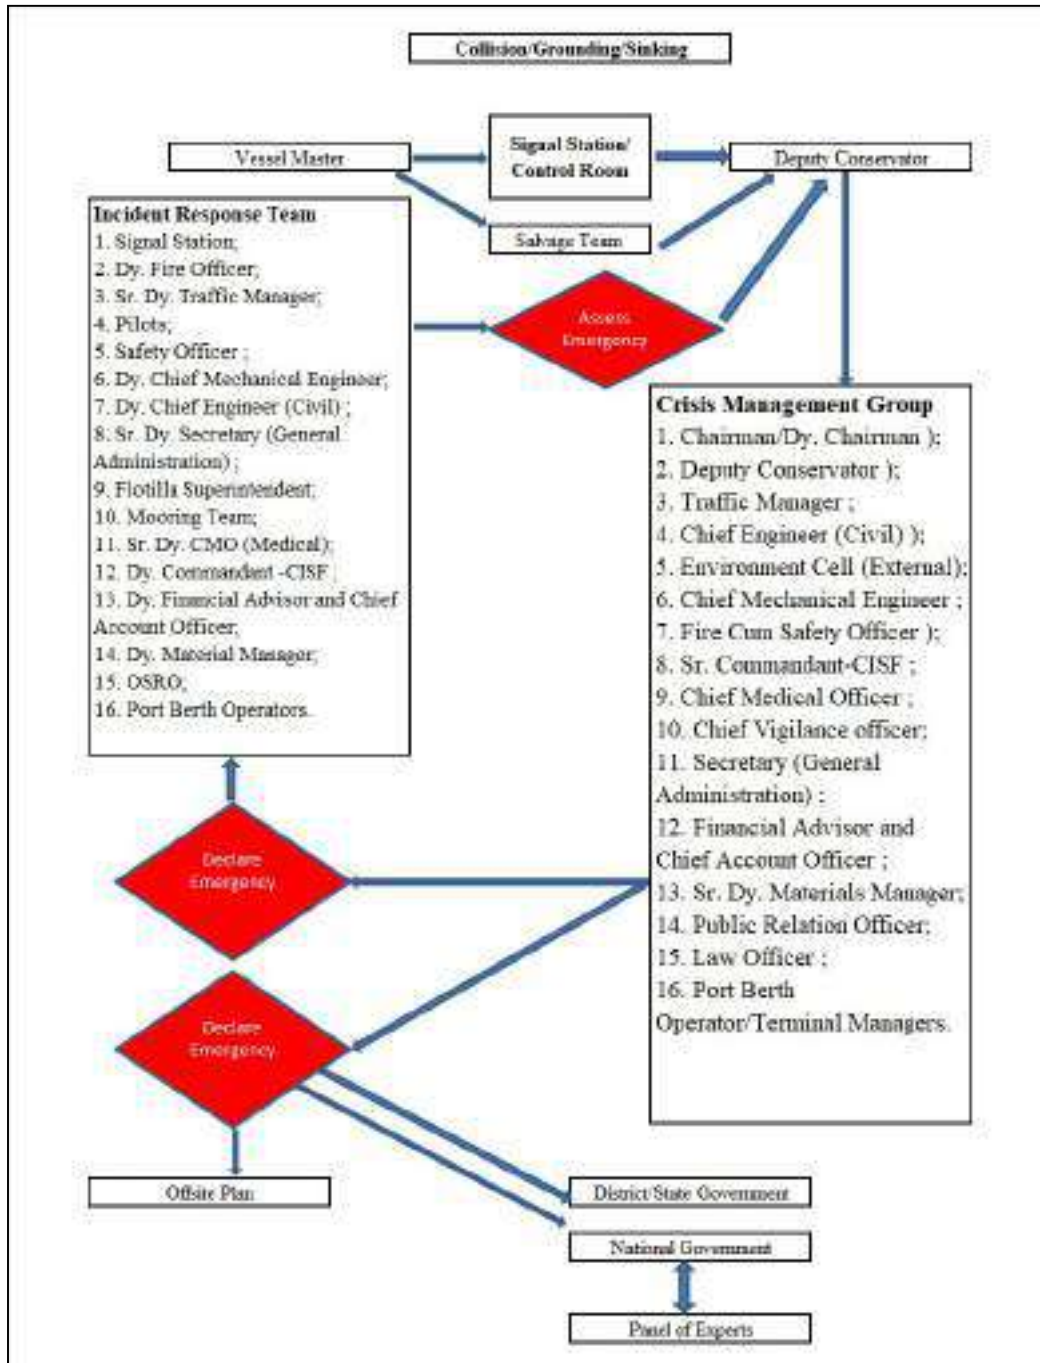 Collision/Grounding/Sinking
Vessel Master
Signal Station/
Control Room
Deputy Conservator
Salvage Team
Incident Response Team
1. Signal Station;
2. Dy. Fire Officer;
3. Sr. Dy. Traffic Manager;
4. Pilots;
5. Safety Officer ;
6. Dy. Chief Mechanical Engineer;
7. Dy. Chief Engineer (Civil) ;
8. Sr. Dy. Secretary (General
Administration) ;
9. Flotilla Superintendent;
10. Mooring Team;
11. Sr. Dy. CMO (Medical);
12. Dy. Commandant -CISF ;
13. Dy. Financial Advisor and Chief
Account Officer;
14. Dy. Material Manager;
15. OSRO;
16. Port Berth Operators.
Assess
Emergency
Crisis Management Group
1. Chairman/Dy. Chairman );
2. Deputy Conservator );
3. Traffic Manager ;
4. Chief Engineer (Civil) );
5. Environment Cell (External);
6. Chief Mechanical Engineer ;
7. Fire Cum Safety Officer );
8. Sr. Commandant-CISF ;
9. Chief Medical Officer ;
10. Chief Vigilance officer;
11. Secretary (General
Administration) ;
12. Financial Advisor and
Chief Account Officer ;
13. Sr. Dy. Materials Manager;
14. Public Relation Officer;
15. Law Officer ;
16. Port Berth
Operator/Terminal Managers.
Declare
Emergency
Declare
Emergency
Offsite Plan
District/State Government
National Government
Panel of Experts